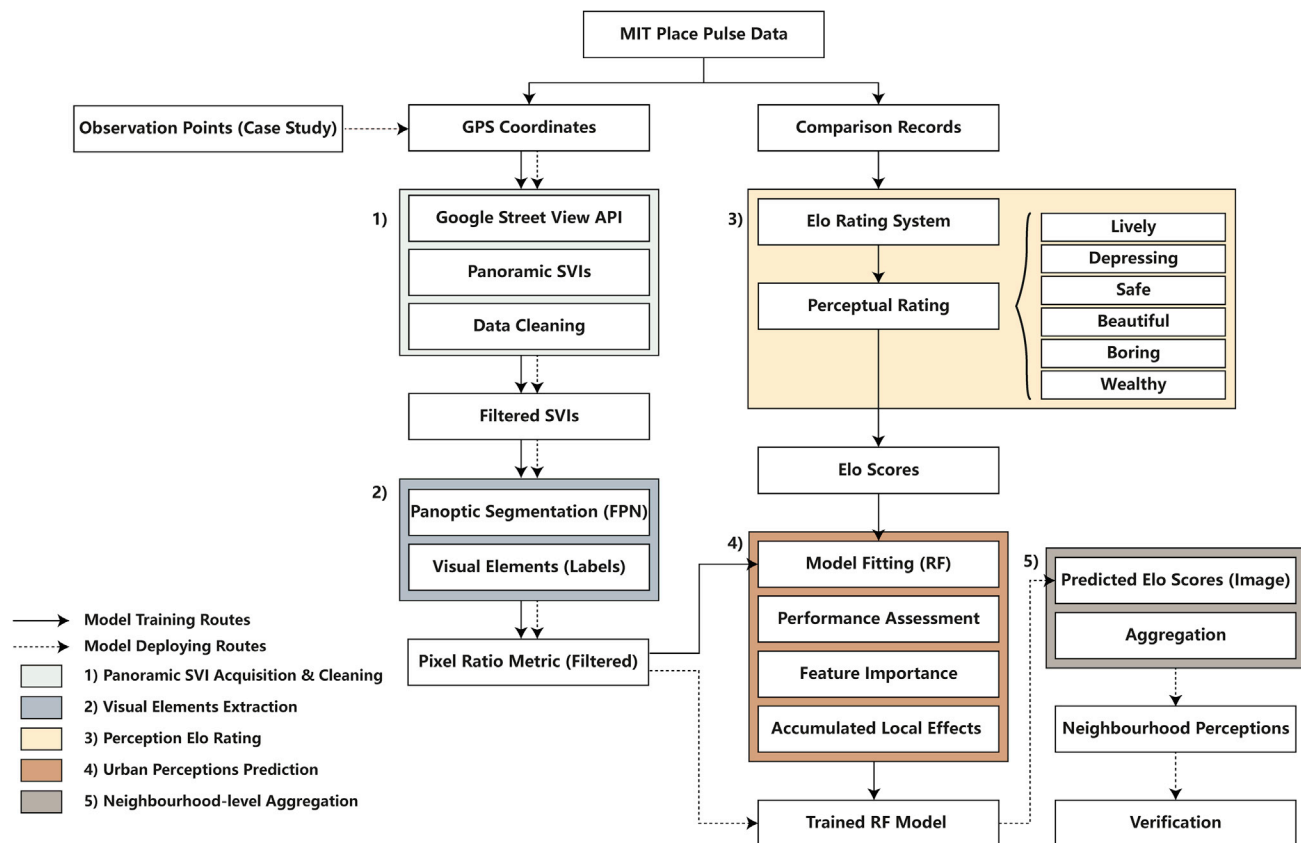 MIT Place Pulse Data
Observation Points (Case Study)
GPS Coordinates
Comparison Records
1)
Google Street View API
Panoramic SVIs
Data Cleaning
3)
Elo Rating System
Perceptual Rating
Lively
Depressing
Safe
Beautiful
Boring
Wealthy
Filtered SVIs
Elo Scores
2)
Panoptic Segmentation (FPN)
Visual Elements (Labels)
Pixel Ratio Metric (Filtered)
4)
Model Fitting (RF)
Performance Assessment
Feature Importance
Accumulated Local Effects
Trained RF Model
5)
Predicted Elo Scores (Image)
Aggregation
Neighbourhood Perceptions
Verification
Model Training Routes
Model Deploying Routes
1) Panoramic SVI Acquisition & Cleaning
2) Visual Elements Extraction
3) Perception Elo Rating
4) Urban Perceptions Prediction
5) Neighbourhood-level Aggregation